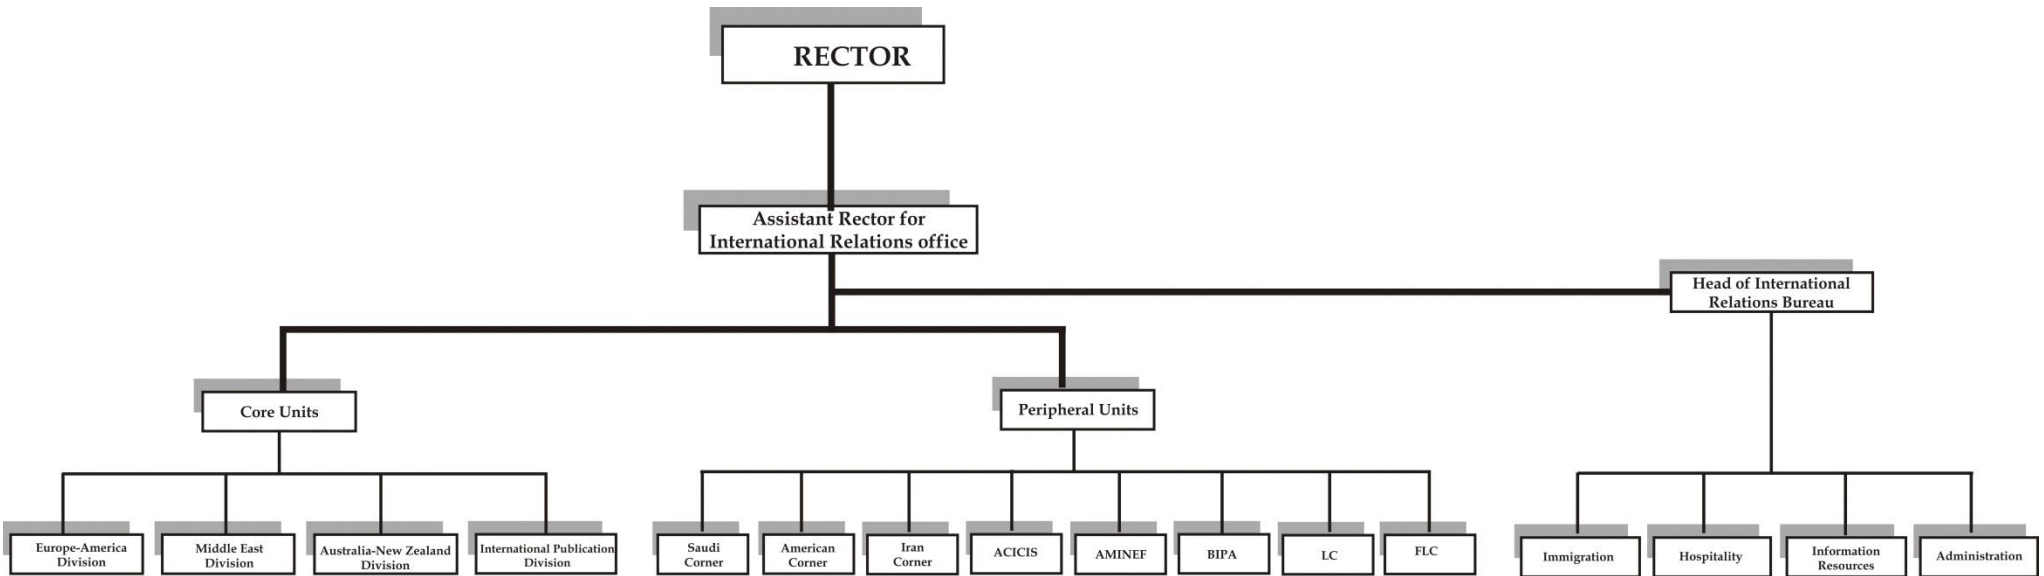 RECTOR
Assistant Rector for
International Relations office
Head of International
Relations Bureau
Core Units
Peripheral Units
Europe-America
Division
Middle East
Division
Australia-New Zealand
Division
International Publication
Division
Saudi
Corner
American
Corner
Iran
Corner
ACICIS
AMINEF
BIPA
LC
FLC
Immigration
Hospitality
Information
Resources
Administration